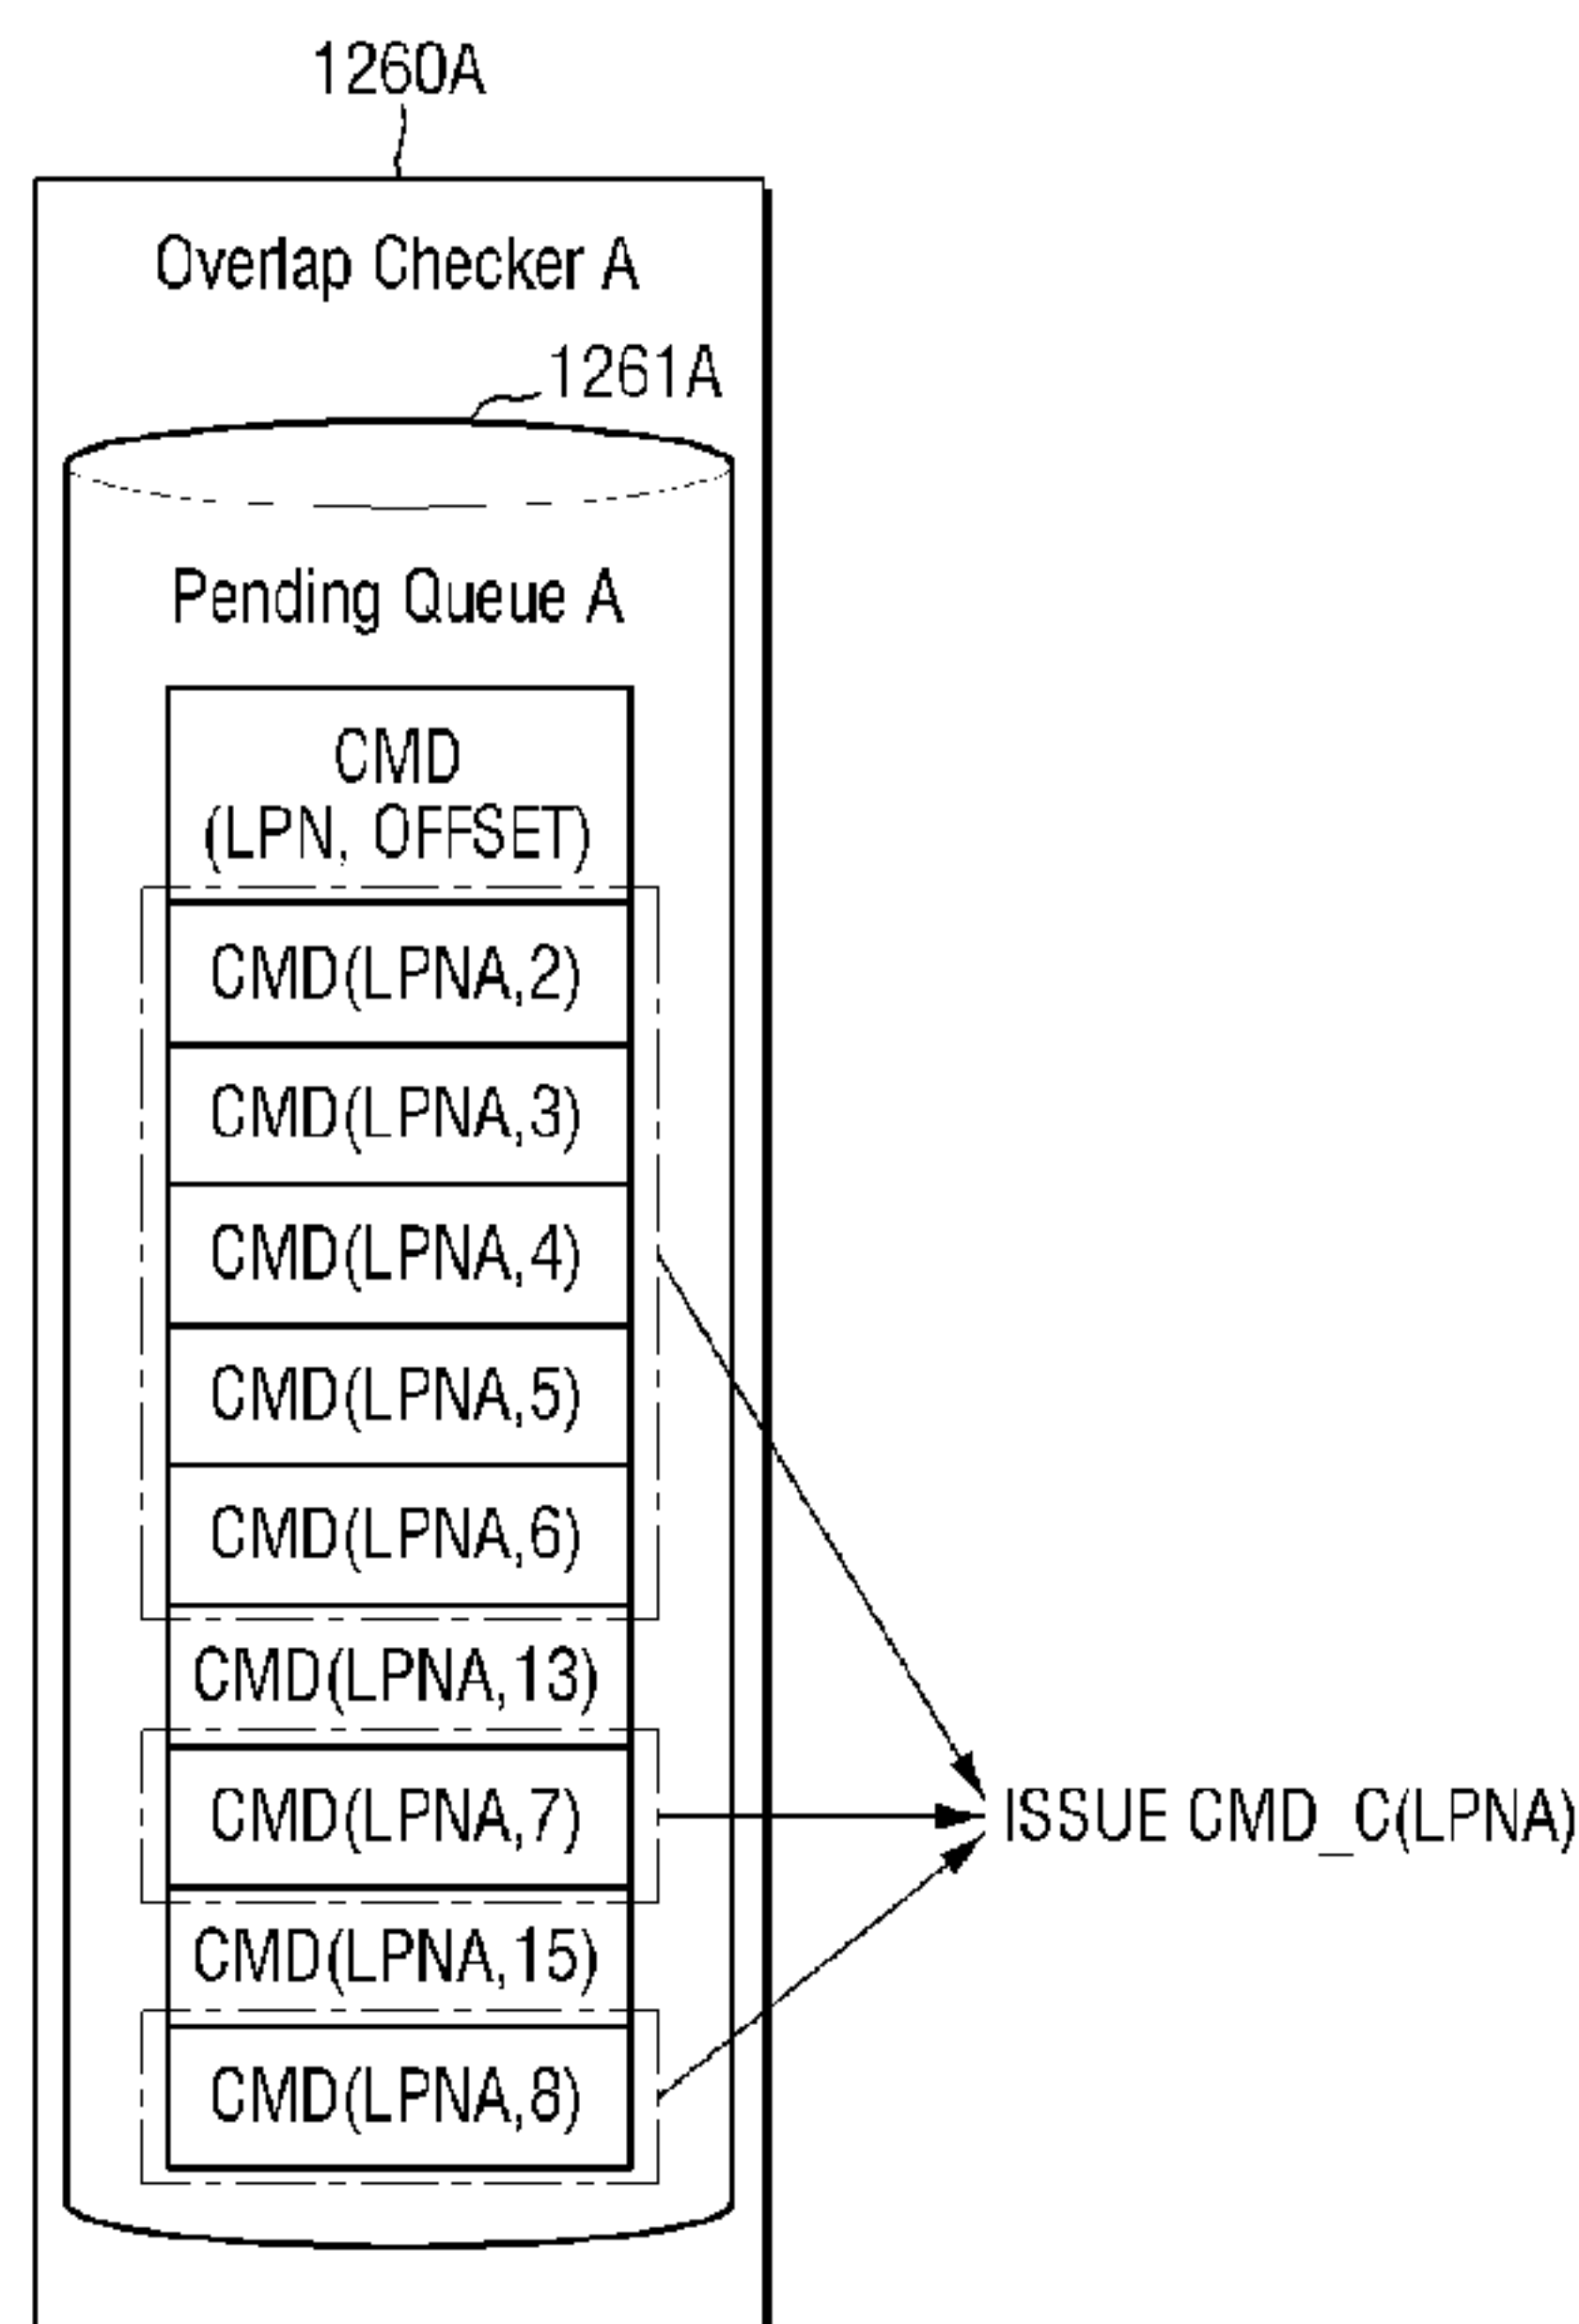 1260A
Overlap Checker A
1261A
Pending Queue A
CMD
(LPN, OFFSET)
CMD(LPNA,2)
CMD(LPNA,3)
CMD(LPNA,4)
CMD(LPNA,5)
CMD(LPNA,6)
CMD(LPNA,13)
CMD(LPNA,7)
ISSUE CMD_C(LPNA)
CMD(LPNA,15)
CMD(LPNA,8)